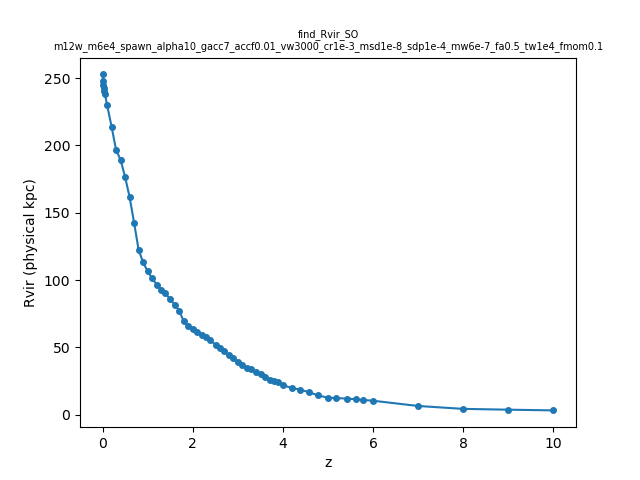 find_Rvir_SO
m12w_m6e4_spawn_alpha10_gacc7_accf0.01_vw3000_cr1e-3_msd1e-8_sdp1e-4_mw6e-7_fa0.5_tw1e4_fmom0.1
250
200
150
100
50
0
Rvir (physical kpc)
0 2 4 6 8 10
z